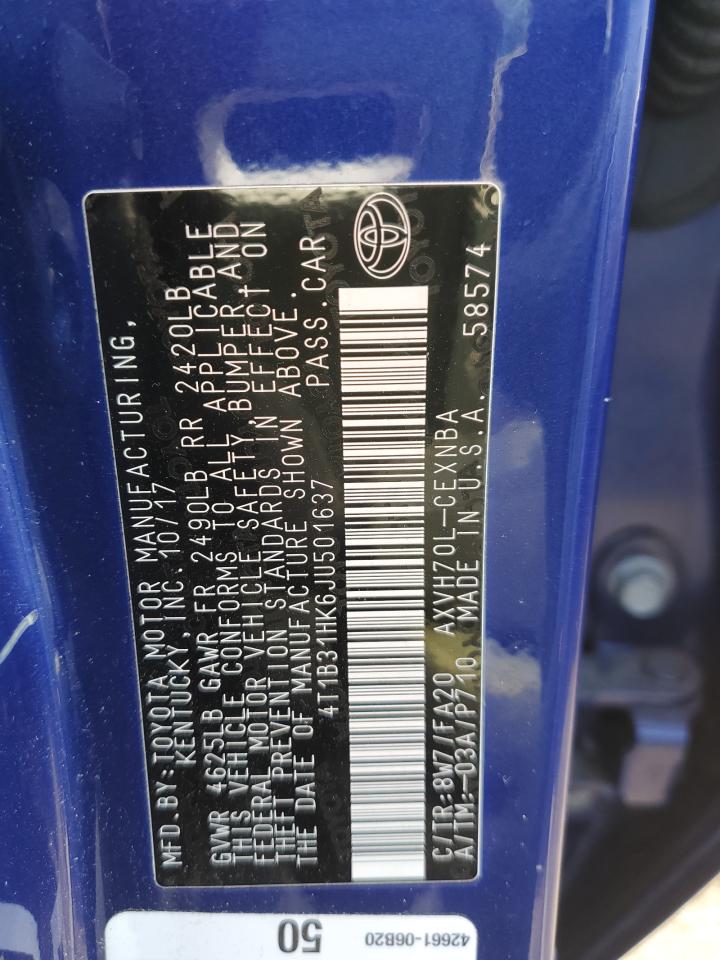 MFD.BY:TOYOTA MOTOR MANUFACTURING,
KENTUCKY,INC.10/17
GVWR 4625LB GAWR FR 2490LB RR 2420LB
THIS VEHICLE CONFORMS TO ALL APPLICABLE
FEDERAL MOTOR VEHICLE SAFETY,BUMPER,AND
THEFT PREVENTION STANDARDS IN EFFECT ON
THE DATE OF MANUFACTURE SHOWN ABOVE.
4T1B31HK6JU501637 PASS.CAR
C/TR:8W7/FA20 AXVH70L-CEXNBA
A/TM:-03A/P710 MADE IN U.S.A. 58574
50
42661-06B20